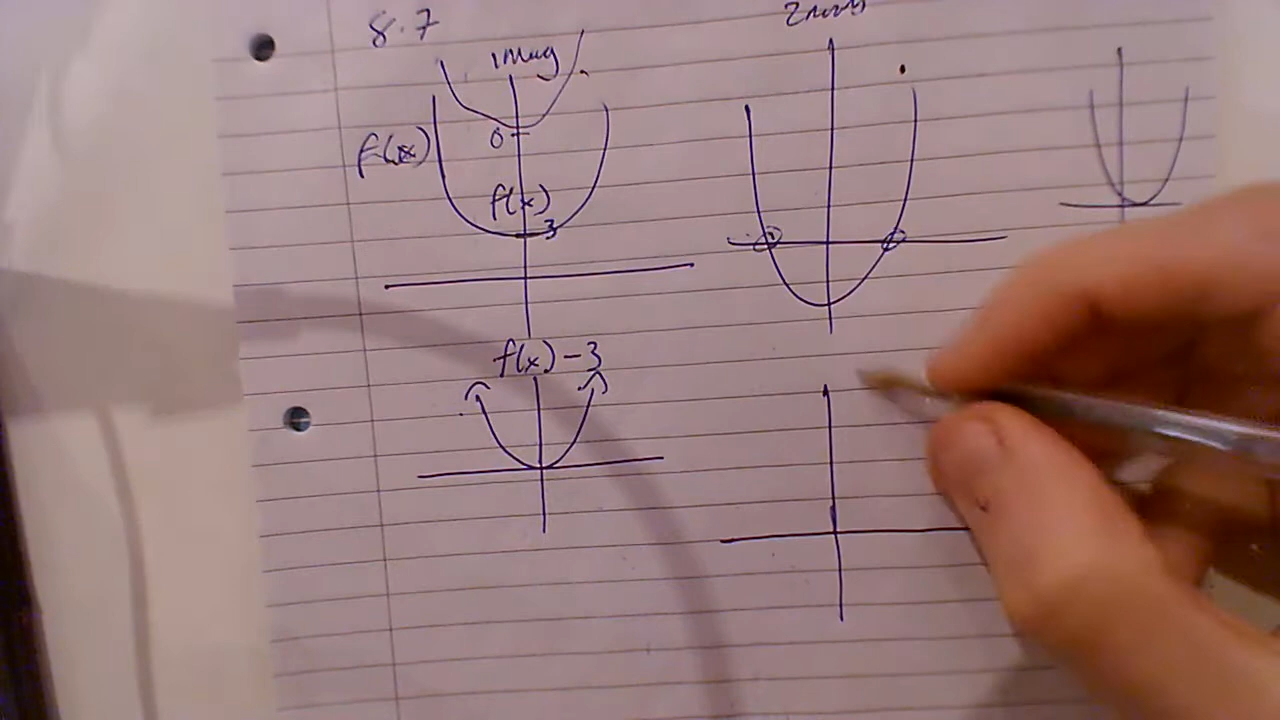 8.7
imag
2 roots
0
f(x)
f(x)
3
f(x) - 3